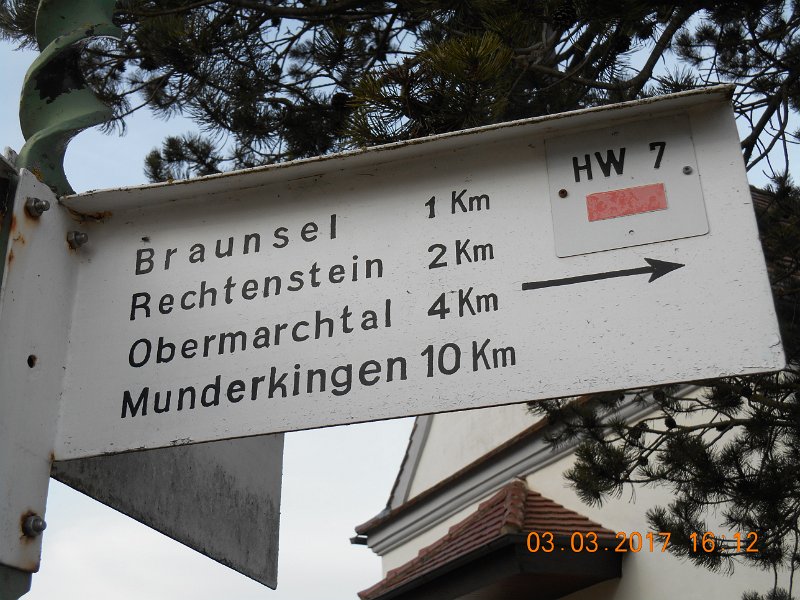 HW 7
Braunsel 1 Km
Rechtenstein 2 Km
Obermarchtal 4 Km
Munderkingen 10 Km
03.03.2017 16:12